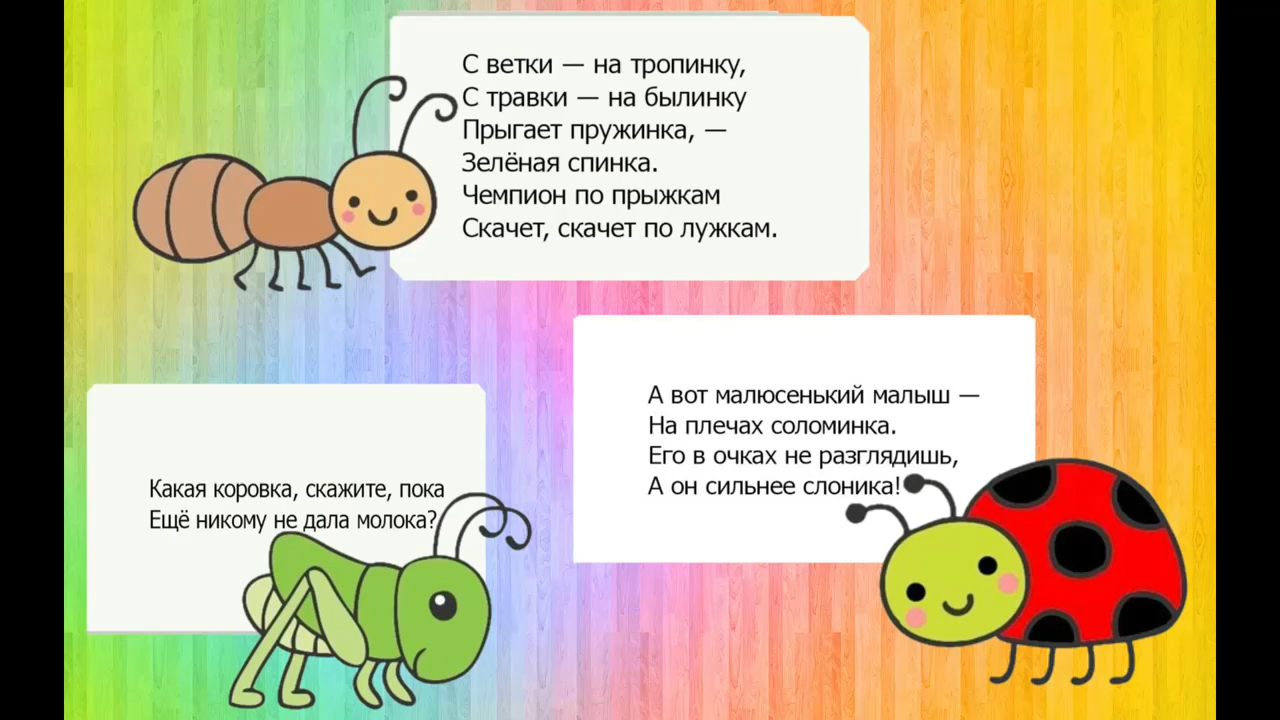 С ветки — на тропинку,
С травки — на былинку
Прыгает пружинка, —
Зелёная спинка.
Чемпион по прыжкам
Скачет, скачет по лужкам.
А вот малюсенький малыш —
На плечах соломинка.
Его в очках не разглядишь,
А он сильнее слоника!
Какая коровка, скажите, пока
Ещё никому не дала молока?